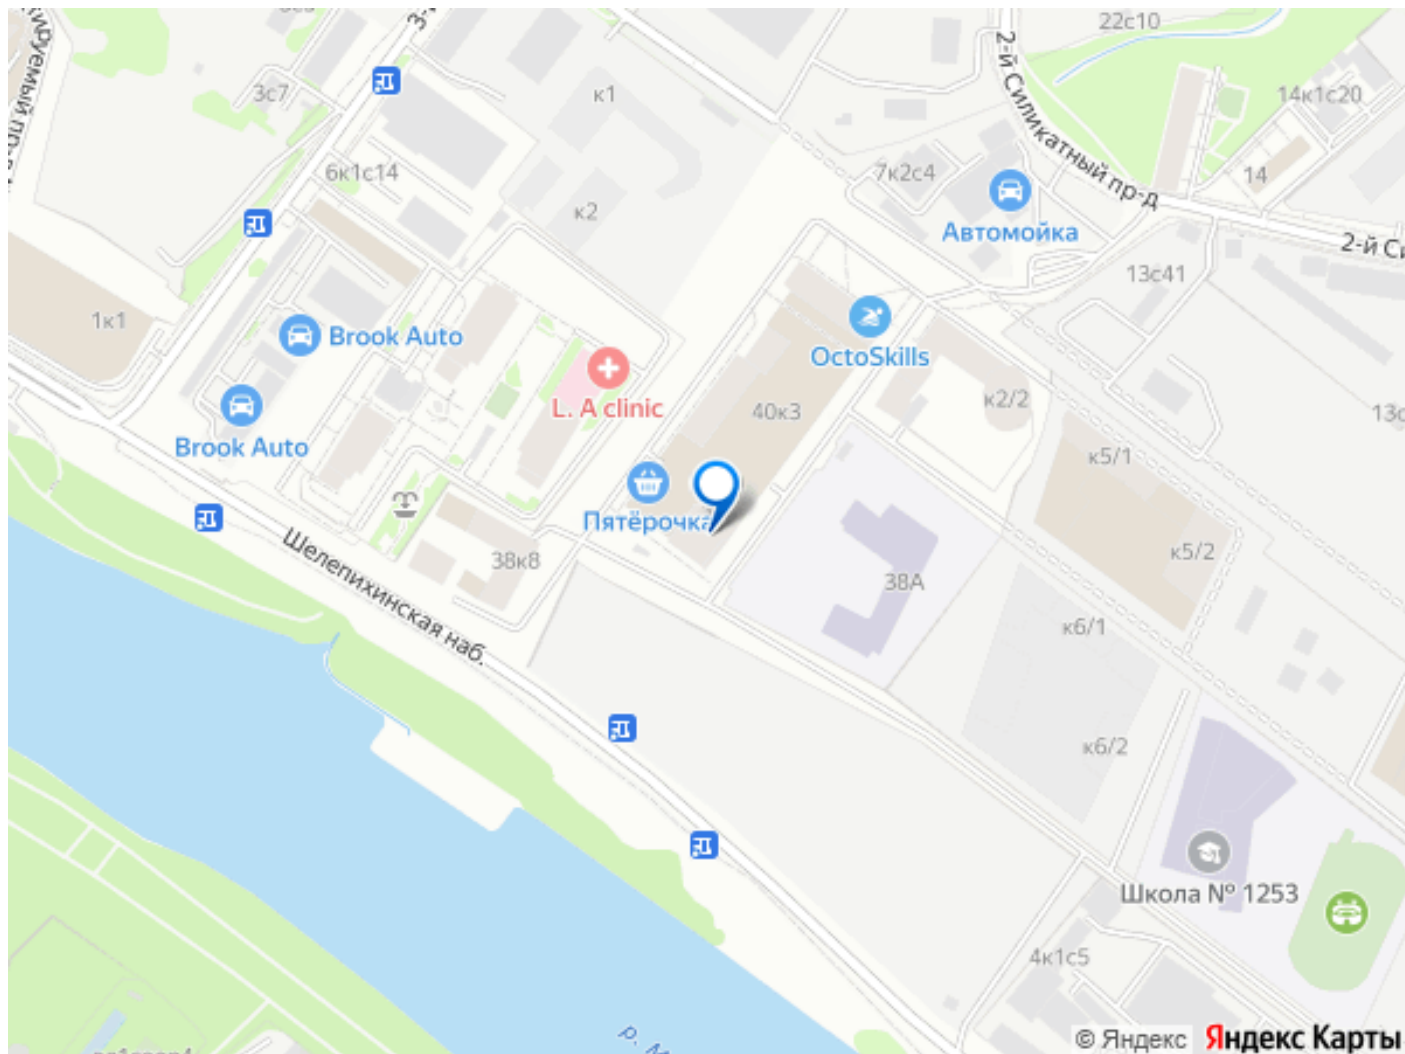 22с10
2-й Силикатный пр-д
3с7
к1
14к1с20
6к1с14
7к2с4
14
к2
Автомойка
2-й Си
13с41
1к1
Brook Auto
OctoSkills
L. A clinic
40к3
к2/2
13с
Brook Auto
к5/1
Пятёрочка
к5/2
Шелепихинская наб.
38к8
38А
к6/1
к6/2
Школа № 1253
4к1с5
р. М
© Яндекс Яндекс Карты